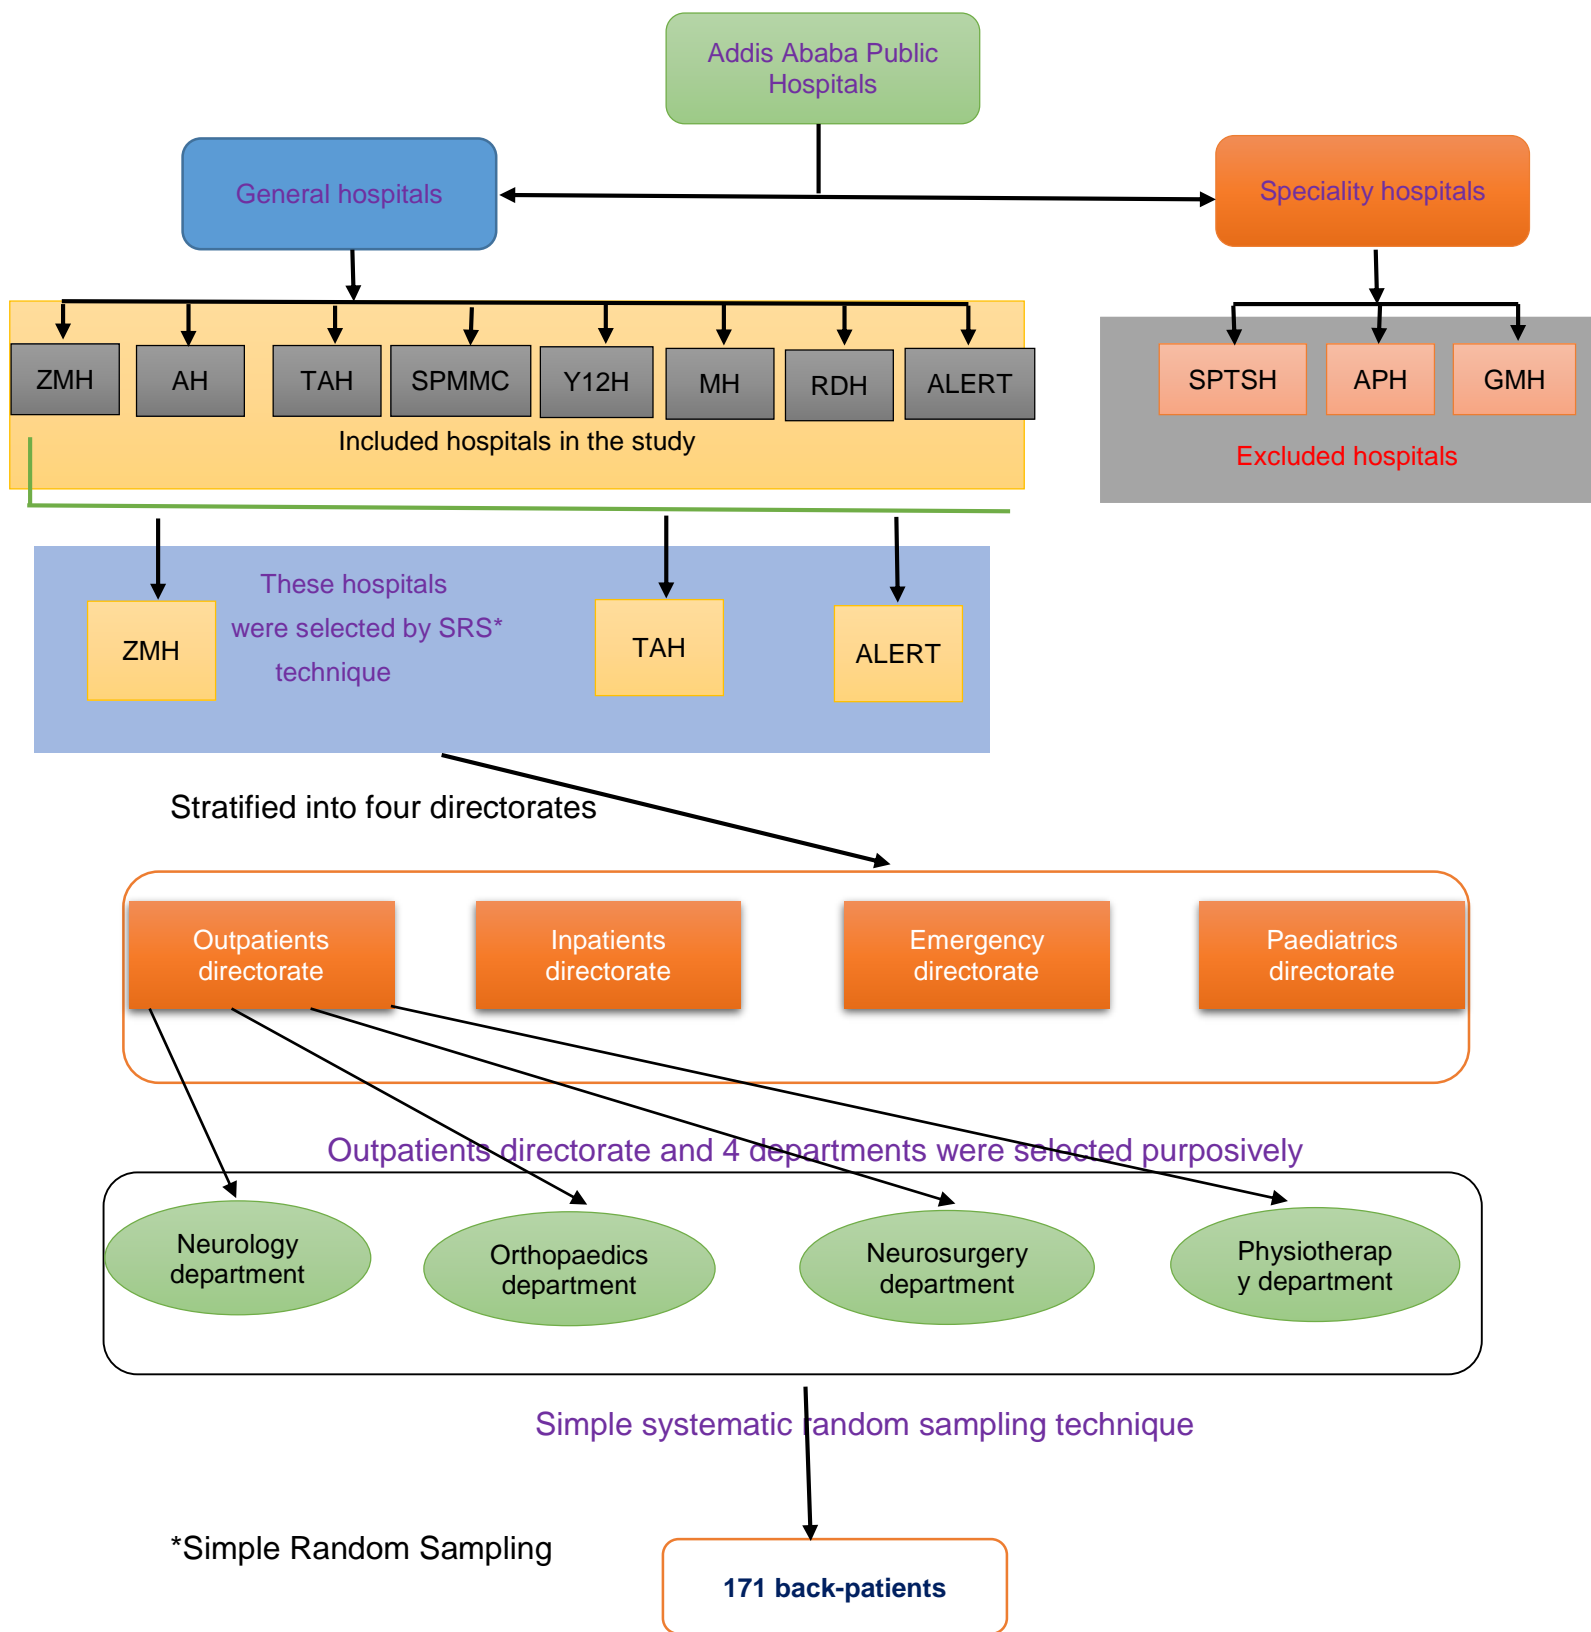 Addis Ababa Public
Hospitals
General hospitals
Speciality hospitals
ZMH
AH
TAH
SPMMC
Y12H
MH
RDH
ALERT
SPTSH
APH
GMH
Included hospitals in the study
Excluded hospitals
These hospitals
were selected by SRS*
technique
ZMH
TAH
ALERT
Stratified into four directorates
Outpatients
directorate
Inpatients
directorate
Emergency
directorate
Paediatrics
directorate
Outpatients directorate and 4 departments were selected purposively
Neurology
department
Orthopaedics
department
Neurosurgery
department
Physiotherap
y department
Simple systematic random sampling technique
*Simple Random Sampling
171 back-patients